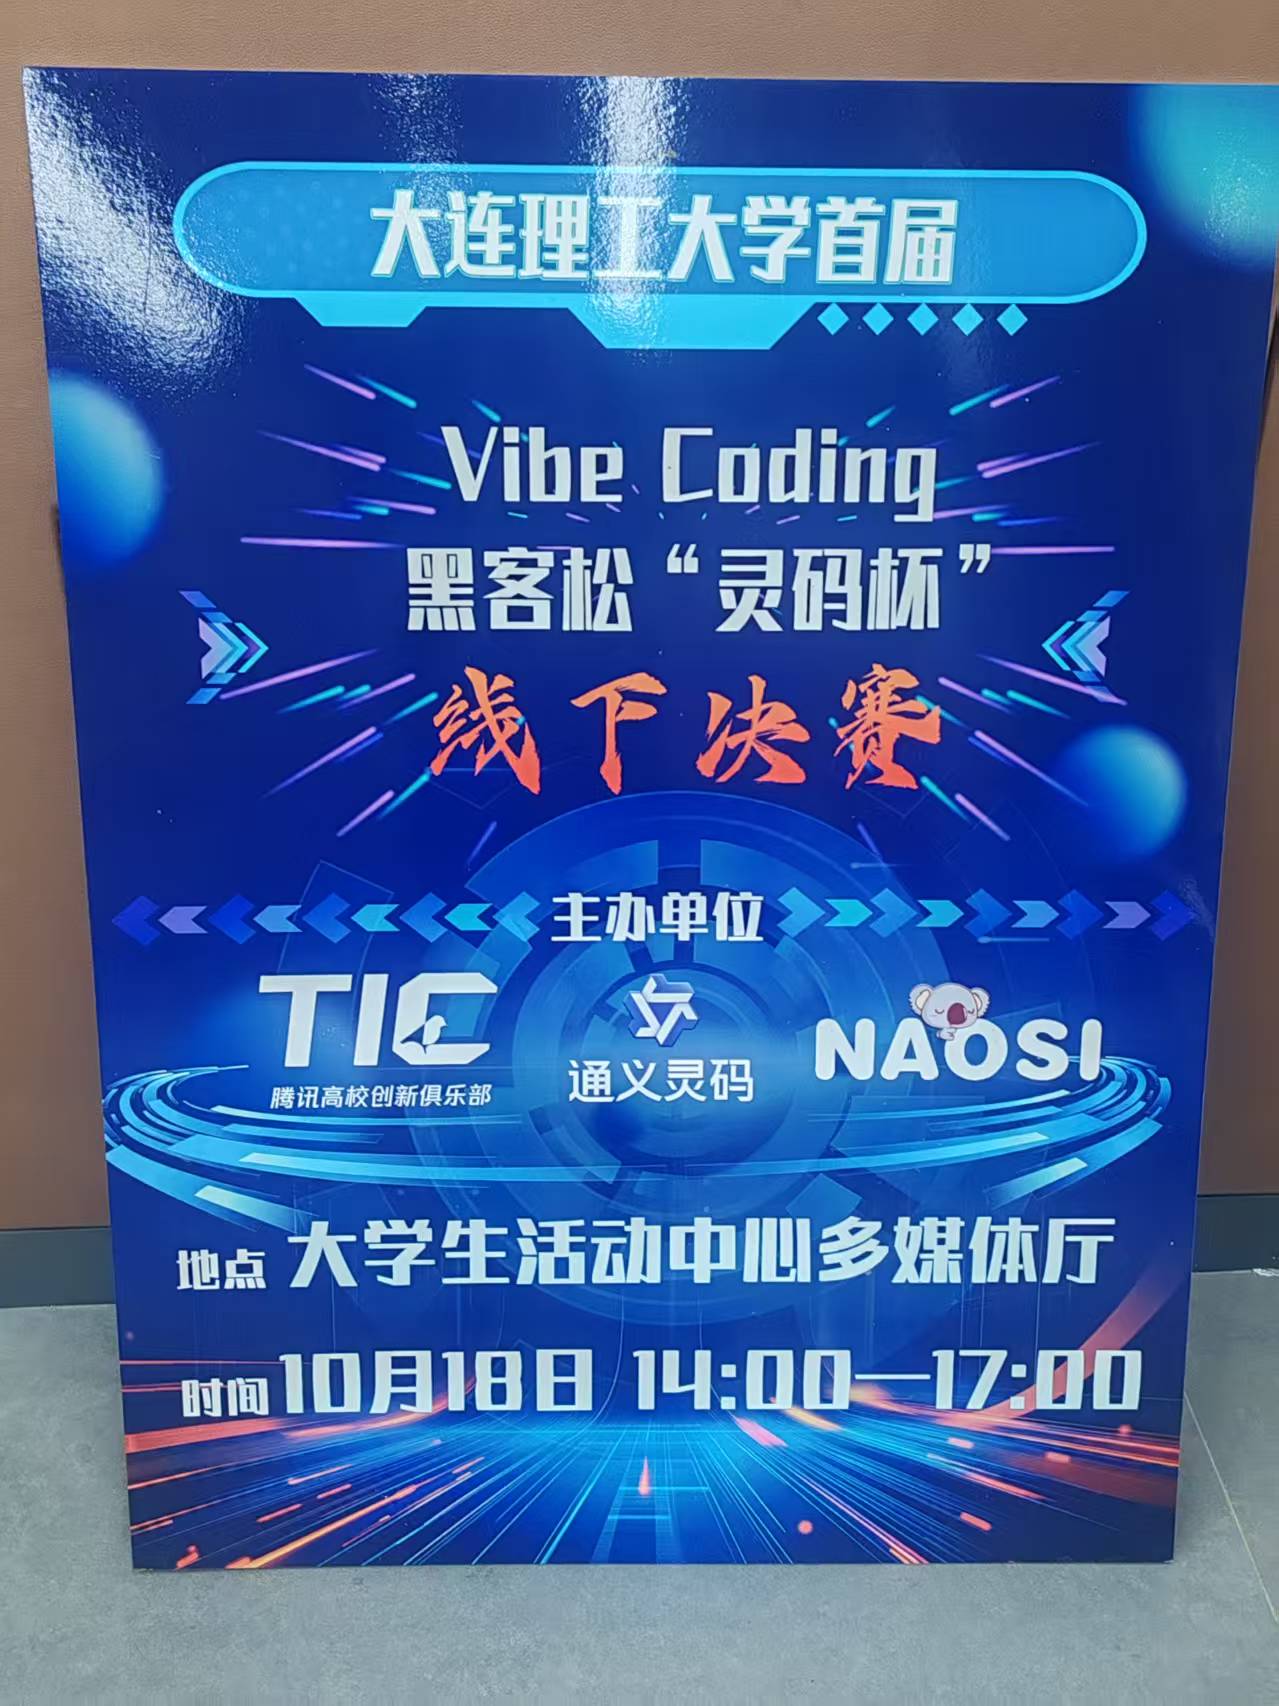 大连理工大学首届
Vibe Coding
黑客松“灵码杯”
线下决赛
主办单位
TIC
腾讯高校创新俱乐部
通义灵码
NAOSI
地点 大学生活动中心多媒体厅
时间 10月18日 14:00—17:00